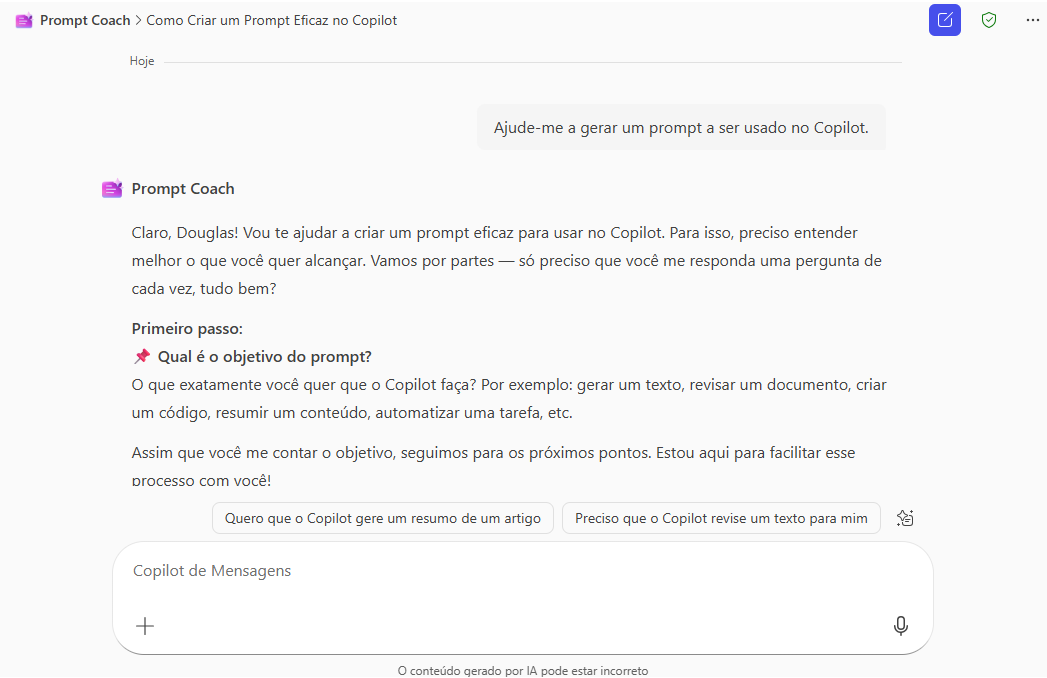 Prompt Coach > Como Criar um Prompt Eficaz no Copilot
Hoje
Ajude-me a gerar um prompt a ser usado no Copilot.
Prompt Coach
Claro, Douglas! Vou te ajudar a criar um prompt eficaz para usar no Copilot. Para isso, preciso entender
melhor o que você quer alcançar. Vamos por partes — só preciso que você me responda uma pergunta de
cada vez, tudo bem?
Primeiro passo:
📌 Qual é o objetivo do prompt?
O que exatamente você quer que o Copilot faça? Por exemplo: gerar um texto, revisar um documento, criar
um código, resumir um conteúdo, automatizar uma tarefa, etc.
Assim que você me contar o objetivo, seguimos para os próximos pontos. Estou aqui para facilitar esse
processo com você!
Quero que o Copilot gere um resumo de um artigo
Preciso que o Copilot revise um texto para mim
Copilot de Mensagens
O conteúdo gerado por IA pode estar incorreto